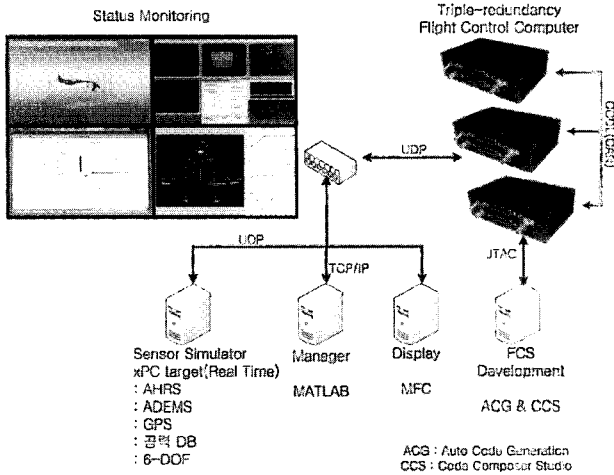 Status Monitoring
Triple-redundancy
Flight Control Computer
UDP
UDP
TCP/IP
JTAG
Sensor Simulator
xPC target(Real Time)
: AHRS
: ADEMS
: GPS
: 공력 DB
: 6-DOF
Manager
MATLAB
Display
MFC
FCS
Development
ACG & CCS
ACG : Auto Code Generation
CCS : Code Composer Studio